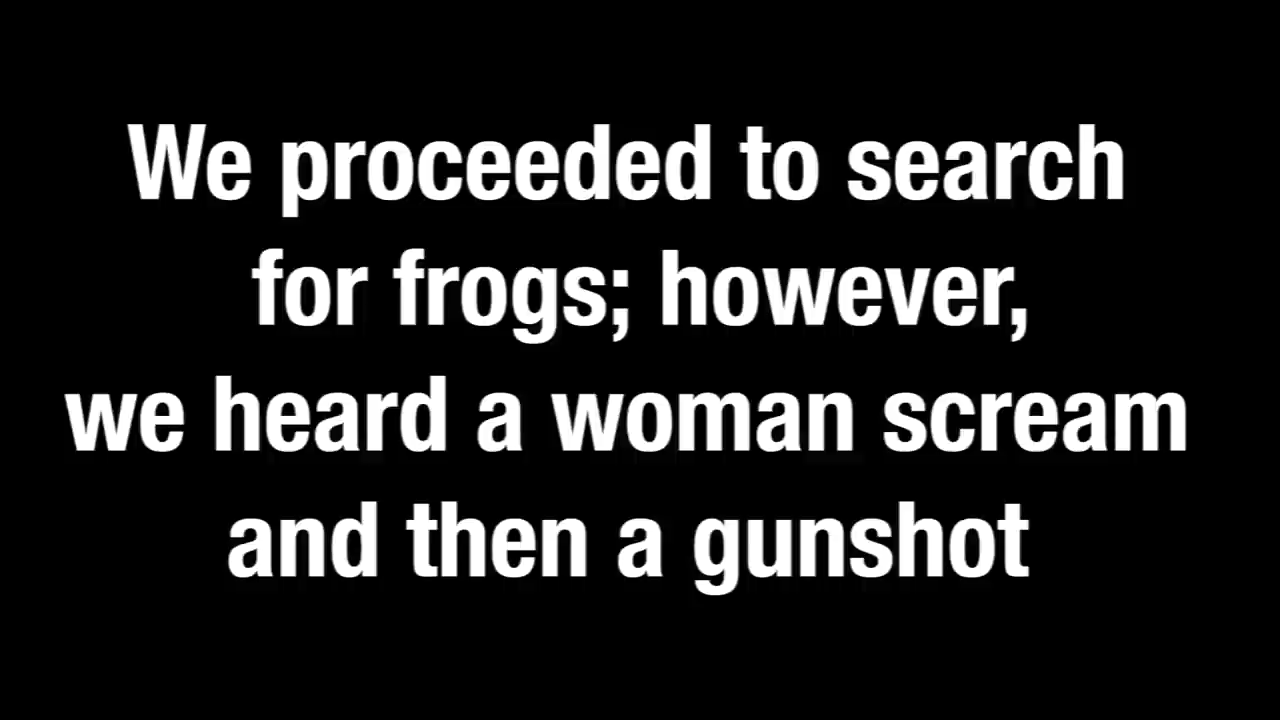 We proceeded to search
for frogs; however,
we heard a woman scream
and then a gunshot